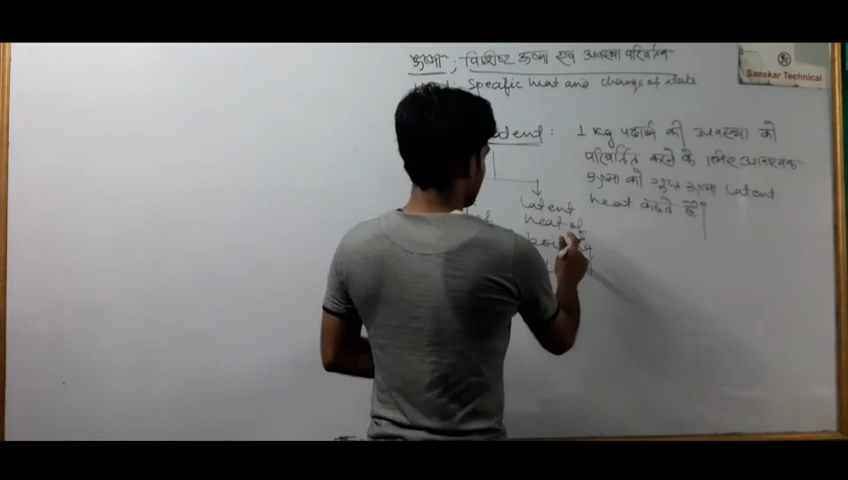 ऊष्मा ; विशिष्ट ऊष्मा एवं अवस्था परिवर्तन
Specific heat and change of state
Sanskar Technical
1 kg पदार्थ की अवस्था को
परिवर्तित करने के लिए आवश्यक
ऊष्मा को गुप्त ऊष्मा latent
heat कहते हैं।
latent
heat of